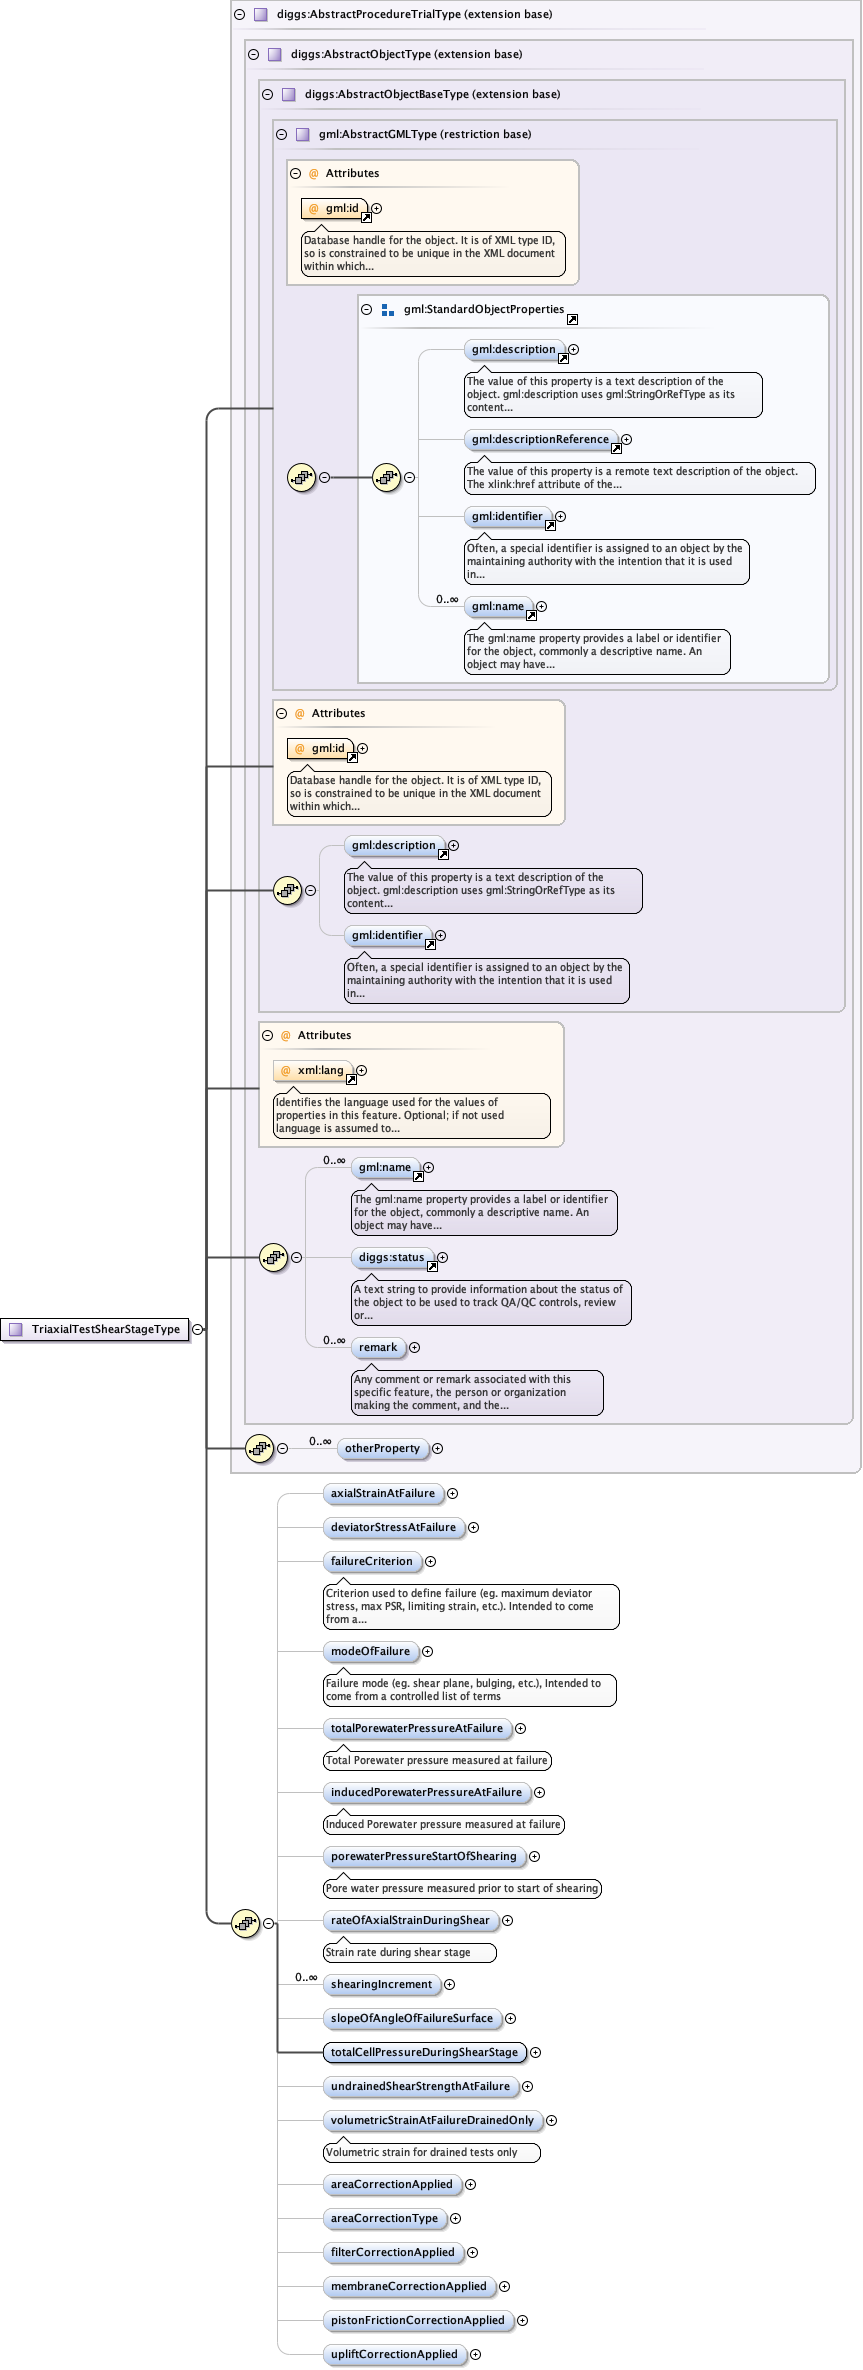 diggs:AbstractProcedureTrialType (extension base)
diggs:AbstractObjectType (extension base)
diggs:AbstractObjectBaseType (extension base)
gml:AbstractGMLType (restriction base)
@ Attributes
@ gml:id
Database handle for the object. It is of XML type ID,
so is constrained to be unique in the XML document
within which...
gml:StandardObjectProperties
gml:description
The value of this property is a text description of the
object. gml:description uses gml:StringOrRefType as its
content...
gml:descriptionReference
The value of this property is a remote text description of the object.
The xlink:href attribute of the...
gml:identifier
Often, a special identifier is assigned to an object by the
maintaining authority with the intention that it is used
in...
0..∞
gml:name
The gml:name property provides a label or identifier
for the object, commonly a descriptive name. An
object may have...
@ Attributes
@ gml:id
Database handle for the object. It is of XML type ID,
so is constrained to be unique in the XML document
within which...
gml:description
The value of this property is a text description of the
object. gml:description uses gml:StringOrRefType as its
content...
gml:identifier
Often, a special identifier is assigned to an object by the
maintaining authority with the intention that it is used
in...
@ Attributes
@ xml:lang
Identifies the language used for the values of
properties in this feature. Optional; if not used
language is assumed to...
0..∞
gml:name
The gml:name property provides a label or identifier
for the object, commonly a descriptive name. An
object may have...
diggs:status
A text string to provide information about the status of
the object to be used to track QA/QC controls, review
or...
TriaxialTestShearStageType
0..∞
remark
Any comment or remark associated with this
specific feature, the person or organization
making the comment, and the...
0..∞
otherProperty
axialStrainAtFailure
deviatorStressAtFailure
failureCriterion
Criterion used to define failure (eg. maximum deviator
stress, max PSR, limiting strain, etc.). Intended to come
from a...
modeOfFailure
Failure mode (eg. shear plane, bulging, etc.), Intended to
come from a controlled list of terms
totalPorewaterPressureAtFailure
Total Porewater pressure measured at failure
inducedPorewaterPressureAtFailure
Induced Porewater pressure measured at failure
porewaterPressureStartOfShearing
Pore water pressure measured prior to start of shearing
rateOfAxialStrainDuringShear
Strain rate during shear stage
0..∞
shearingIncrement
slopeOfAngleOfFailureSurface
totalCellPressureDuringShearStage
undrainedShearStrengthAtFailure
volumetricStrainAtFailureDrainedOnly
Volumetric strain for drained tests only
areaCorrectionApplied
areaCorrectionType
filterCorrectionApplied
membraneCorrectionApplied
pistonFrictionCorrectionApplied
upliftCorrectionApplied